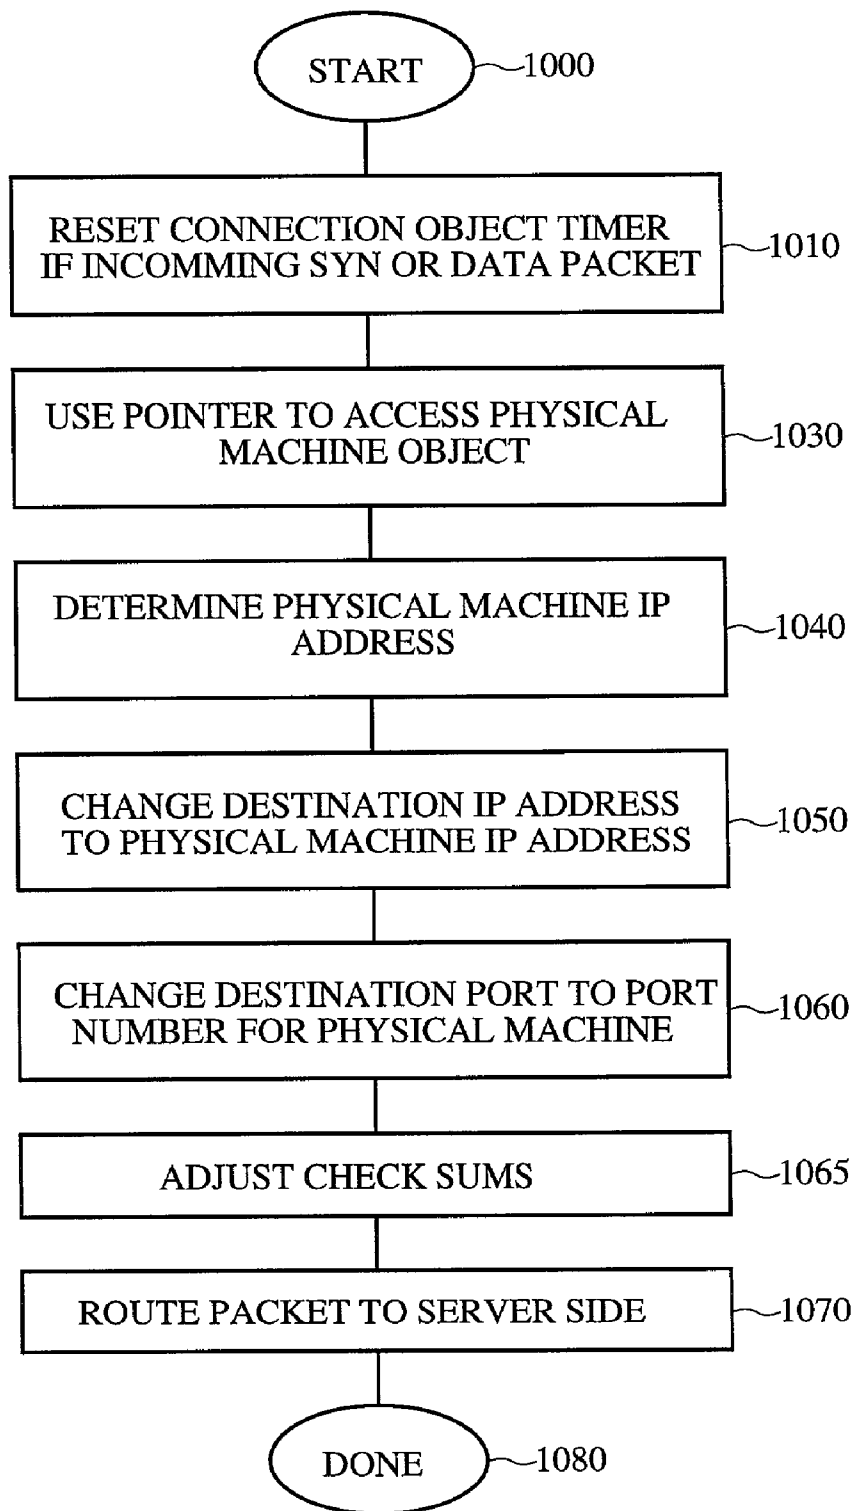 START
1000
RESET CONNECTION OBJECT TIMER
IF INCOMMING SYN OR DATA PACKET
1010
USE POINTER TO ACCESS PHYSICAL
MACHINE OBJECT
1030
DETERMINE PHYSICAL MACHINE IP
ADDRESS
1040
CHANGE DESTINATION IP ADDRESS
TO PHYSICAL MACHINE IP ADDRESS
1050
CHANGE DESTINATION PORT TO PORT
NUMBER FOR PHYSICAL MACHINE
1060
ADJUST CHECK SUMS
1065
ROUTE PACKET TO SERVER SIDE
1070
DONE
1080